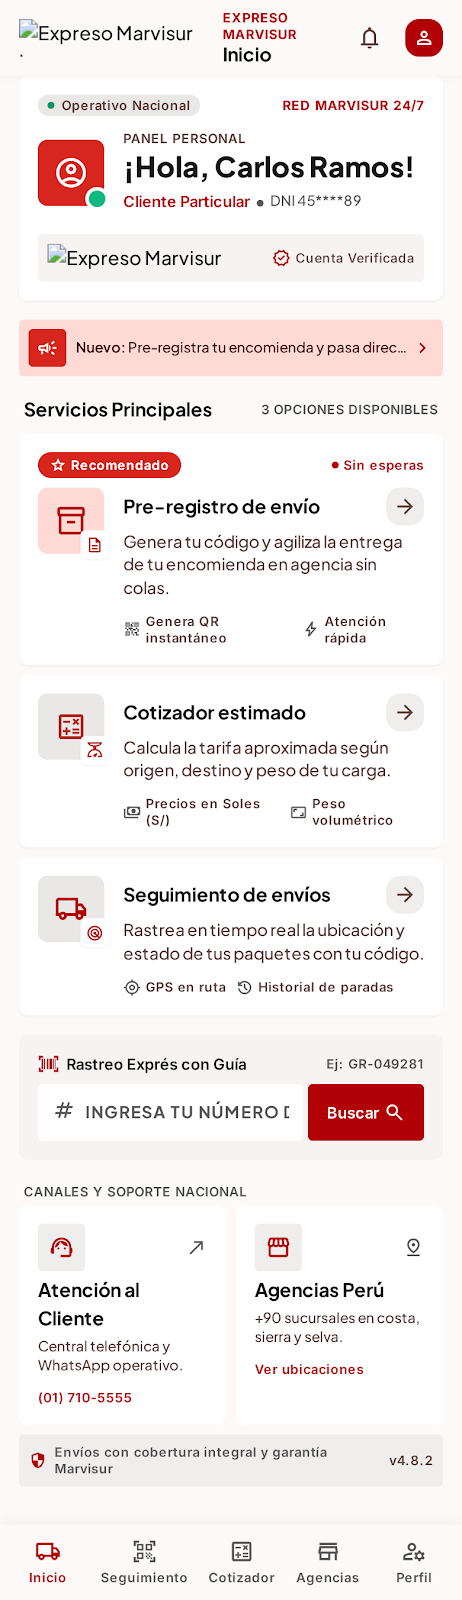 Expreso Marvisur
.
EXPRESO
MARVISUR
Inicio
Operativo Nacional
RED MARVISUR 24/7
PANEL PERSONAL
¡Hola, Carlos Ramos!
Cliente Particular ● DNI 45****89
Expreso Marvisur
Cuenta Verificada
Nuevo: Pre-registra tu encomienda y pasa direc...
Servicios Principales
3 OPCIONES DISPONIBLES
Recomendado
Sin esperas
Pre-registro de envío
Genera tu código y agiliza la entrega
de tu encomienda en agencia sin
colas.
Genera QR
instantáneo
Atención
rápida
Cotizador estimado
Calcula la tarifa aproximada según
origen, destino y peso de tu carga.
Precios en Soles
(S/)
Peso
volumétrico
Seguimiento de envíos
Rastrea en tiempo real la ubicación y
estado de tus paquetes con tu código.
GPS en ruta
Historial de paradas
Rastreo Exprés con Guía
Ej: GR-049281
# INGRESA TU NÚMERO D
Buscar
CANALES Y SOPORTE NACIONAL
Atención al
Cliente
Central telefónica y
WhatsApp operativo.
(01) 710-5555
Agencias Perú
+90 sucursales en costa,
sierra y selva.
Ver ubicaciones
Envíos con cobertura integral y garantía
Marvisur
v4.8.2
Inicio
Seguimiento
Cotizador
Agencias
Perfil